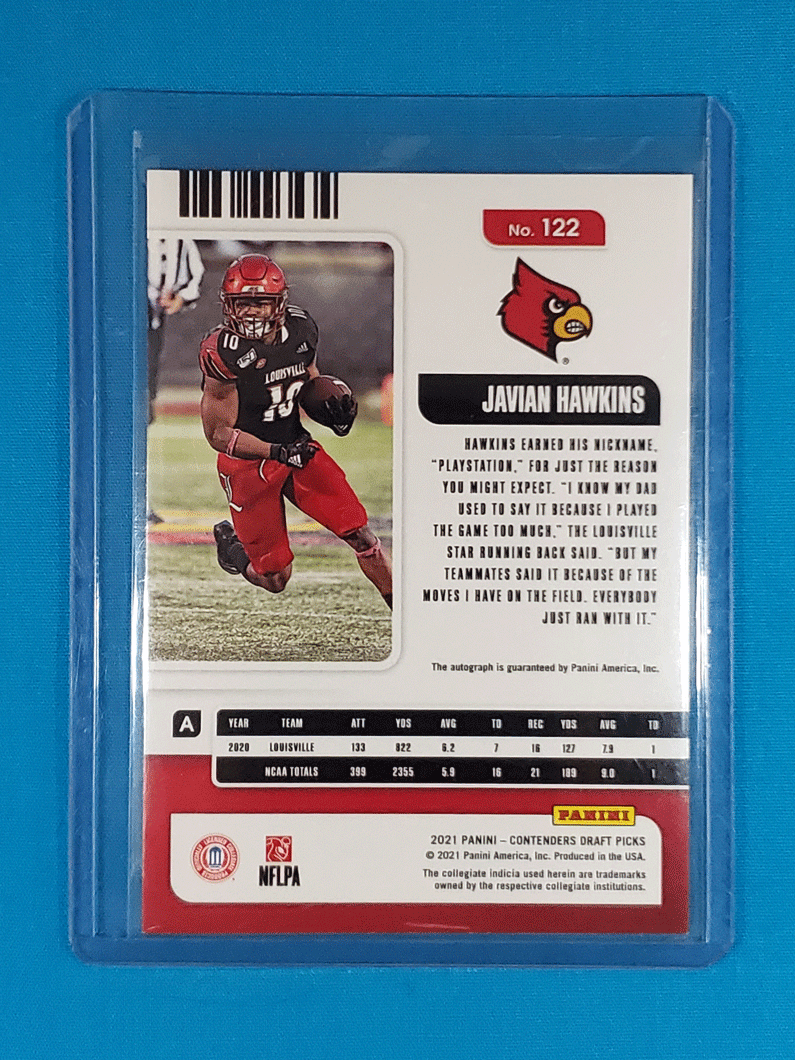 No. 122
10
LOUISVILLE
10
®
JAVIAN HAWKINS
HAWKINS EARNED HIS NICKNAME,
"PLAYSTATION," FOR JUST THE REASON
YOU MIGHT EXPECT. "I KNOW MY DAD
USED TO SAY IT BECAUSE I PLAYED
THE GAME TOO MUCH," THE LOUISVILLE
STAR RUNNING BACK SAID. "BUT MY
TEAMMATES SAID IT BECAUSE OF THE
MOVES I HAVE ON THE FIELD. EVERYBODY
JUST RAN WITH IT."
The autograph is guaranteed by Panini America, Inc.
A
YEAR TEAM ATT YDS AVG TD REC YDS AVG TD
2020 LOUISVILLE 133 822 6.2 7 16 127 7.9 1
NCAA TOTALS 399 2355 5.9 16 21 189 9.0 1
PANINI
2021 PANINI – CONTENDERS DRAFT PICKS
© 2021 Panini America, Inc. Produced in the USA.
The collegiate indicia used herein are trademarks
owned by the respective collegiate institutions.
OFFICIALLY LICENSED COLLEGIATE PRODUCTS
NFLPA